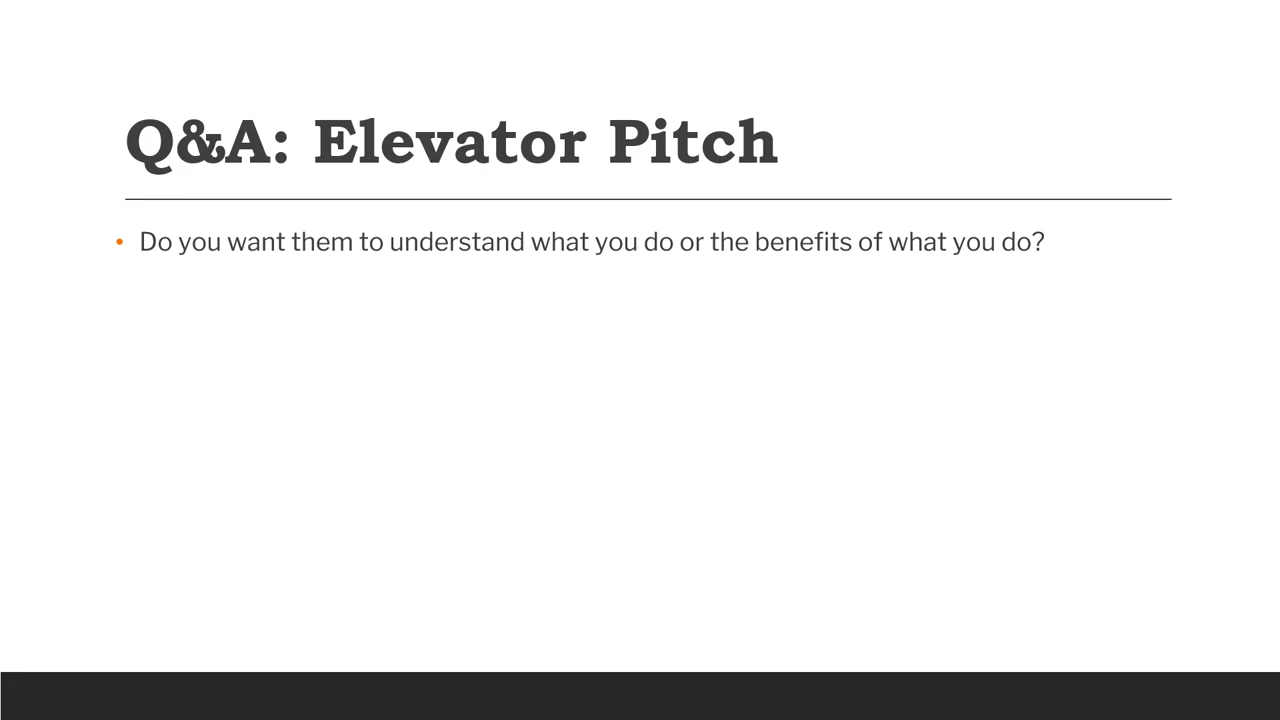 Q&A: Elevator Pitch
• Do you want them to understand what you do or the benefits of what you do?